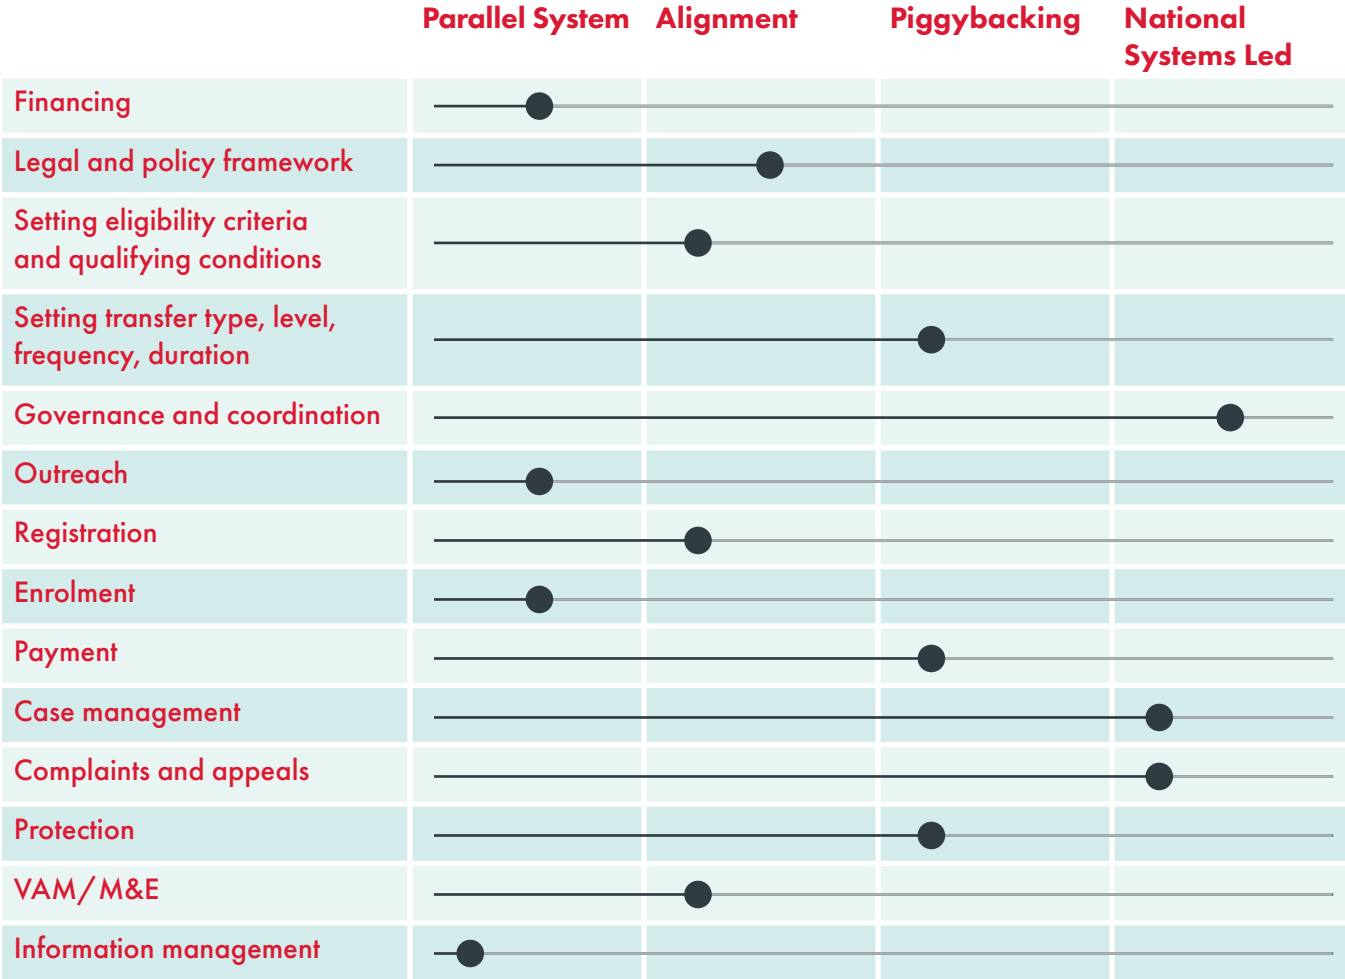 Parallel System Alignment Piggybacking National
Systems Led
Financing
Legal and policy framework
Setting eligibility criteria
and qualifying conditions
Setting transfer type, level,
frequency, duration
Governance and coordination
Outreach
Registration
Enrolment
Payment
Case management
Complaints and appeals
Protection
VAM/M&E
Information management